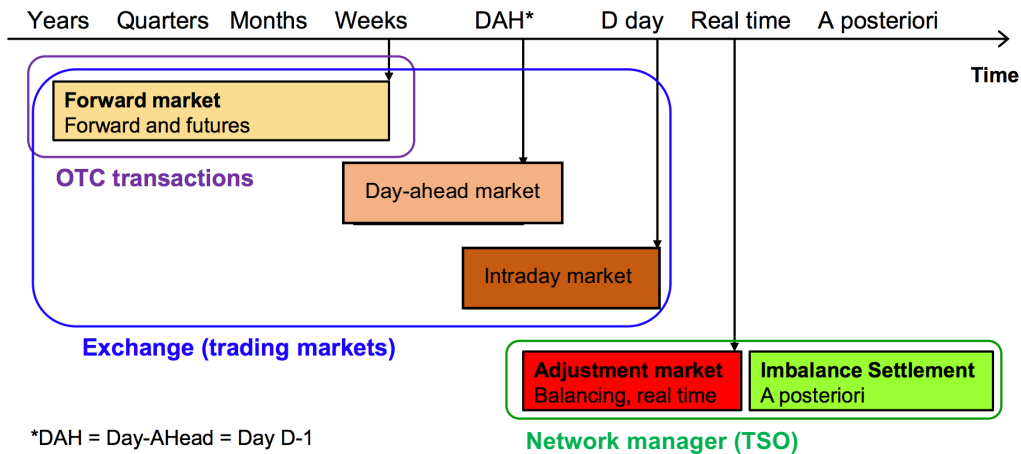 Years Quarters Months Weeks DAH* D day Real time A posteriori
Time
Forward market
Forward and futures
OTC transactions
Day-ahead market
Intraday market
Exchange (trading markets)
Adjustment market
Balancing, real time
Imbalance Settlement
A posteriori
*DAH = Day-AHead = Day D-1
Network manager (TSO)